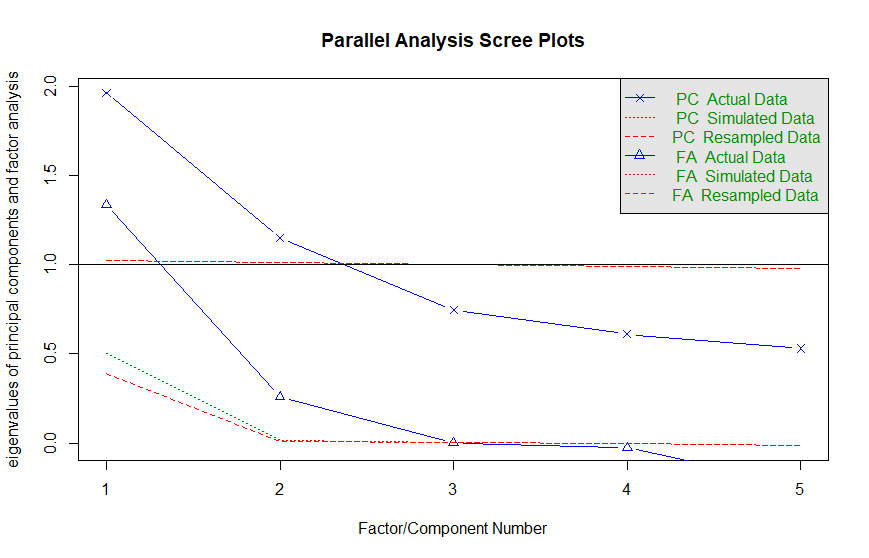 Parallel Analysis Scree Plots
eigenvalues of principal components and factor analysis
2.0
1.5
1.0
0.5
0.0
PC Actual Data
PC Simulated Data
PC Resampled Data
FA Actual Data
FA Simulated Data
FA Resampled Data
1 2 3 4 5
Factor/Component Number